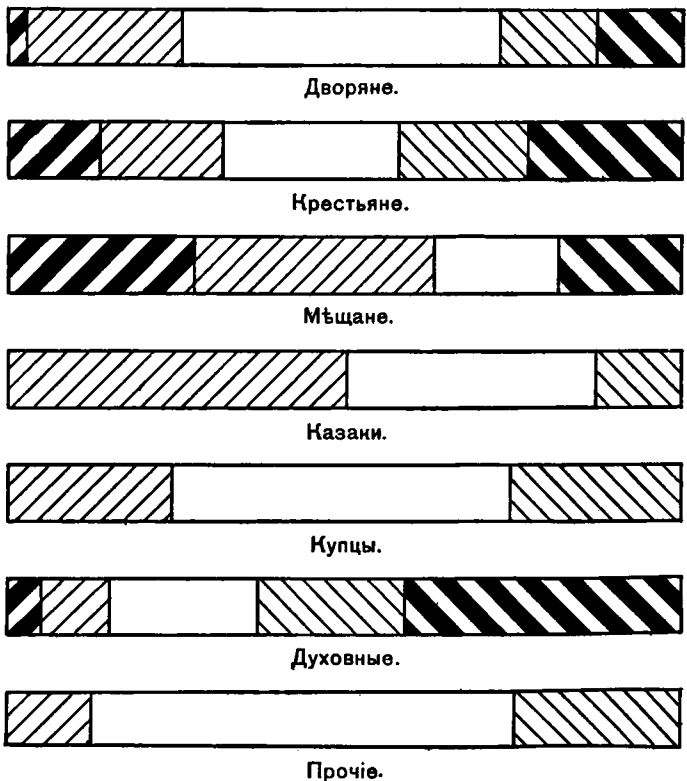 Дворяне.
Крестьяне.
Мѣщане.
Казаки.
Купцы.
Духовные.
Прочіе.